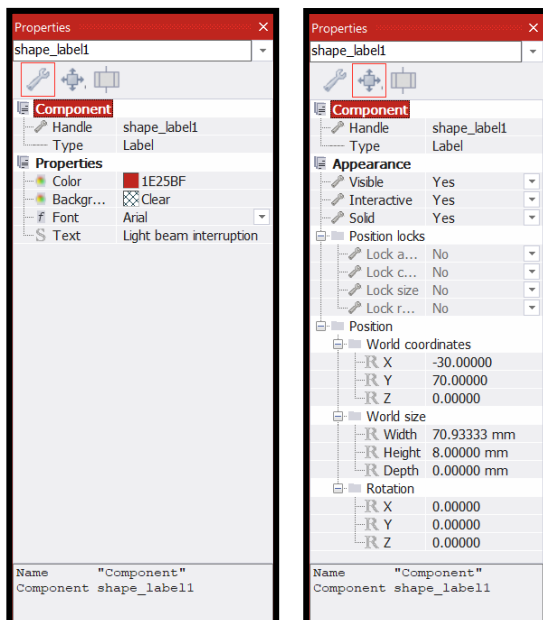 Properties
shape_label1
Component
Handle shape_label1
Type Label
Properties
Color 1E25BF
Backgr... Clear
Font Arial
Text Light beam interruption
Name "Component"
Component shape_label1
Properties
shape_label1
Component
Handle shape_label1
Type Label
Appearance
Visible Yes
Interactive Yes
Solid Yes
Position locks
Lock a... No
Lock c... No
Lock size No
Lock r... No
Position
World coordinates
R X -30.00000
R Y 70.00000
R Z 0.00000
World size
R Width 70.93333 mm
R Height 8.00000 mm
R Depth 0.00000 mm
Rotation
R X 0.00000
R Y 0.00000
R Z 0.00000
Name "Component"
Component shape_label1